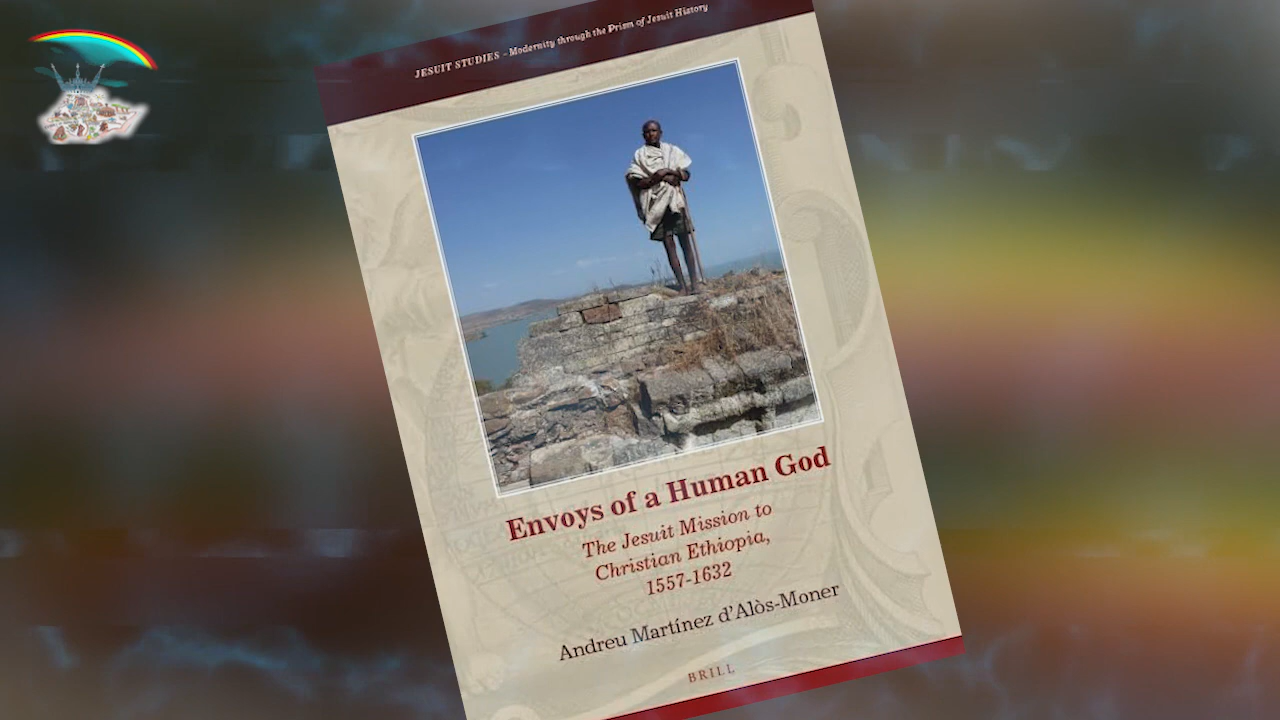 JESUIT STUDIES – Modernity through the Prism of Jesuit History
Envoys of a Human God
The Jesuit Mission to
Christian Ethiopia,
1557-1632
Andreu Martínez d'Alòs-Moner
BRILL